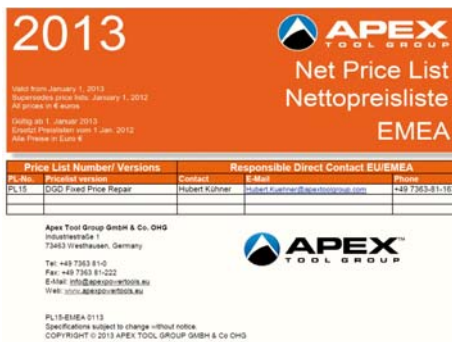 2013
APEX
TOOL GROUP
Net Price List
Nettopreisliste
EMEA
Valid from January 1, 2013
Supersedes price lists: January 1, 2012
All prices in € euros
Gültig ab 1. Januar 2013
Ersetzt Preislisten vom 1 Jan. 2012
Alle Preise in Euro €
Price List Number/ Versions Responsible Direct Contact EU/EMEA
PL-No. Pricelist version Contact E-Mail Phone
PL15 DGD Fixed Price Repair Hubert Kühner Hubert.Kuehner@apextoolgroup.com +49 7363-81-16
Apex Tool Group GmbH & Co. OHG
Industriestraße 1
73463 Westhausen, Germany
APEX™
TOOL GROUP
Tel: +49 7363 81-0
Fax: +49 7363 81-222
E-Mail: info@apexpowertools.eu
Web: www.apexpowertools.eu
PL15-EMEA 0113
Specifications subject to change without notice.
COPYRIGHT © 2013 APEX TOOL GROUP GMBH & Co OHG